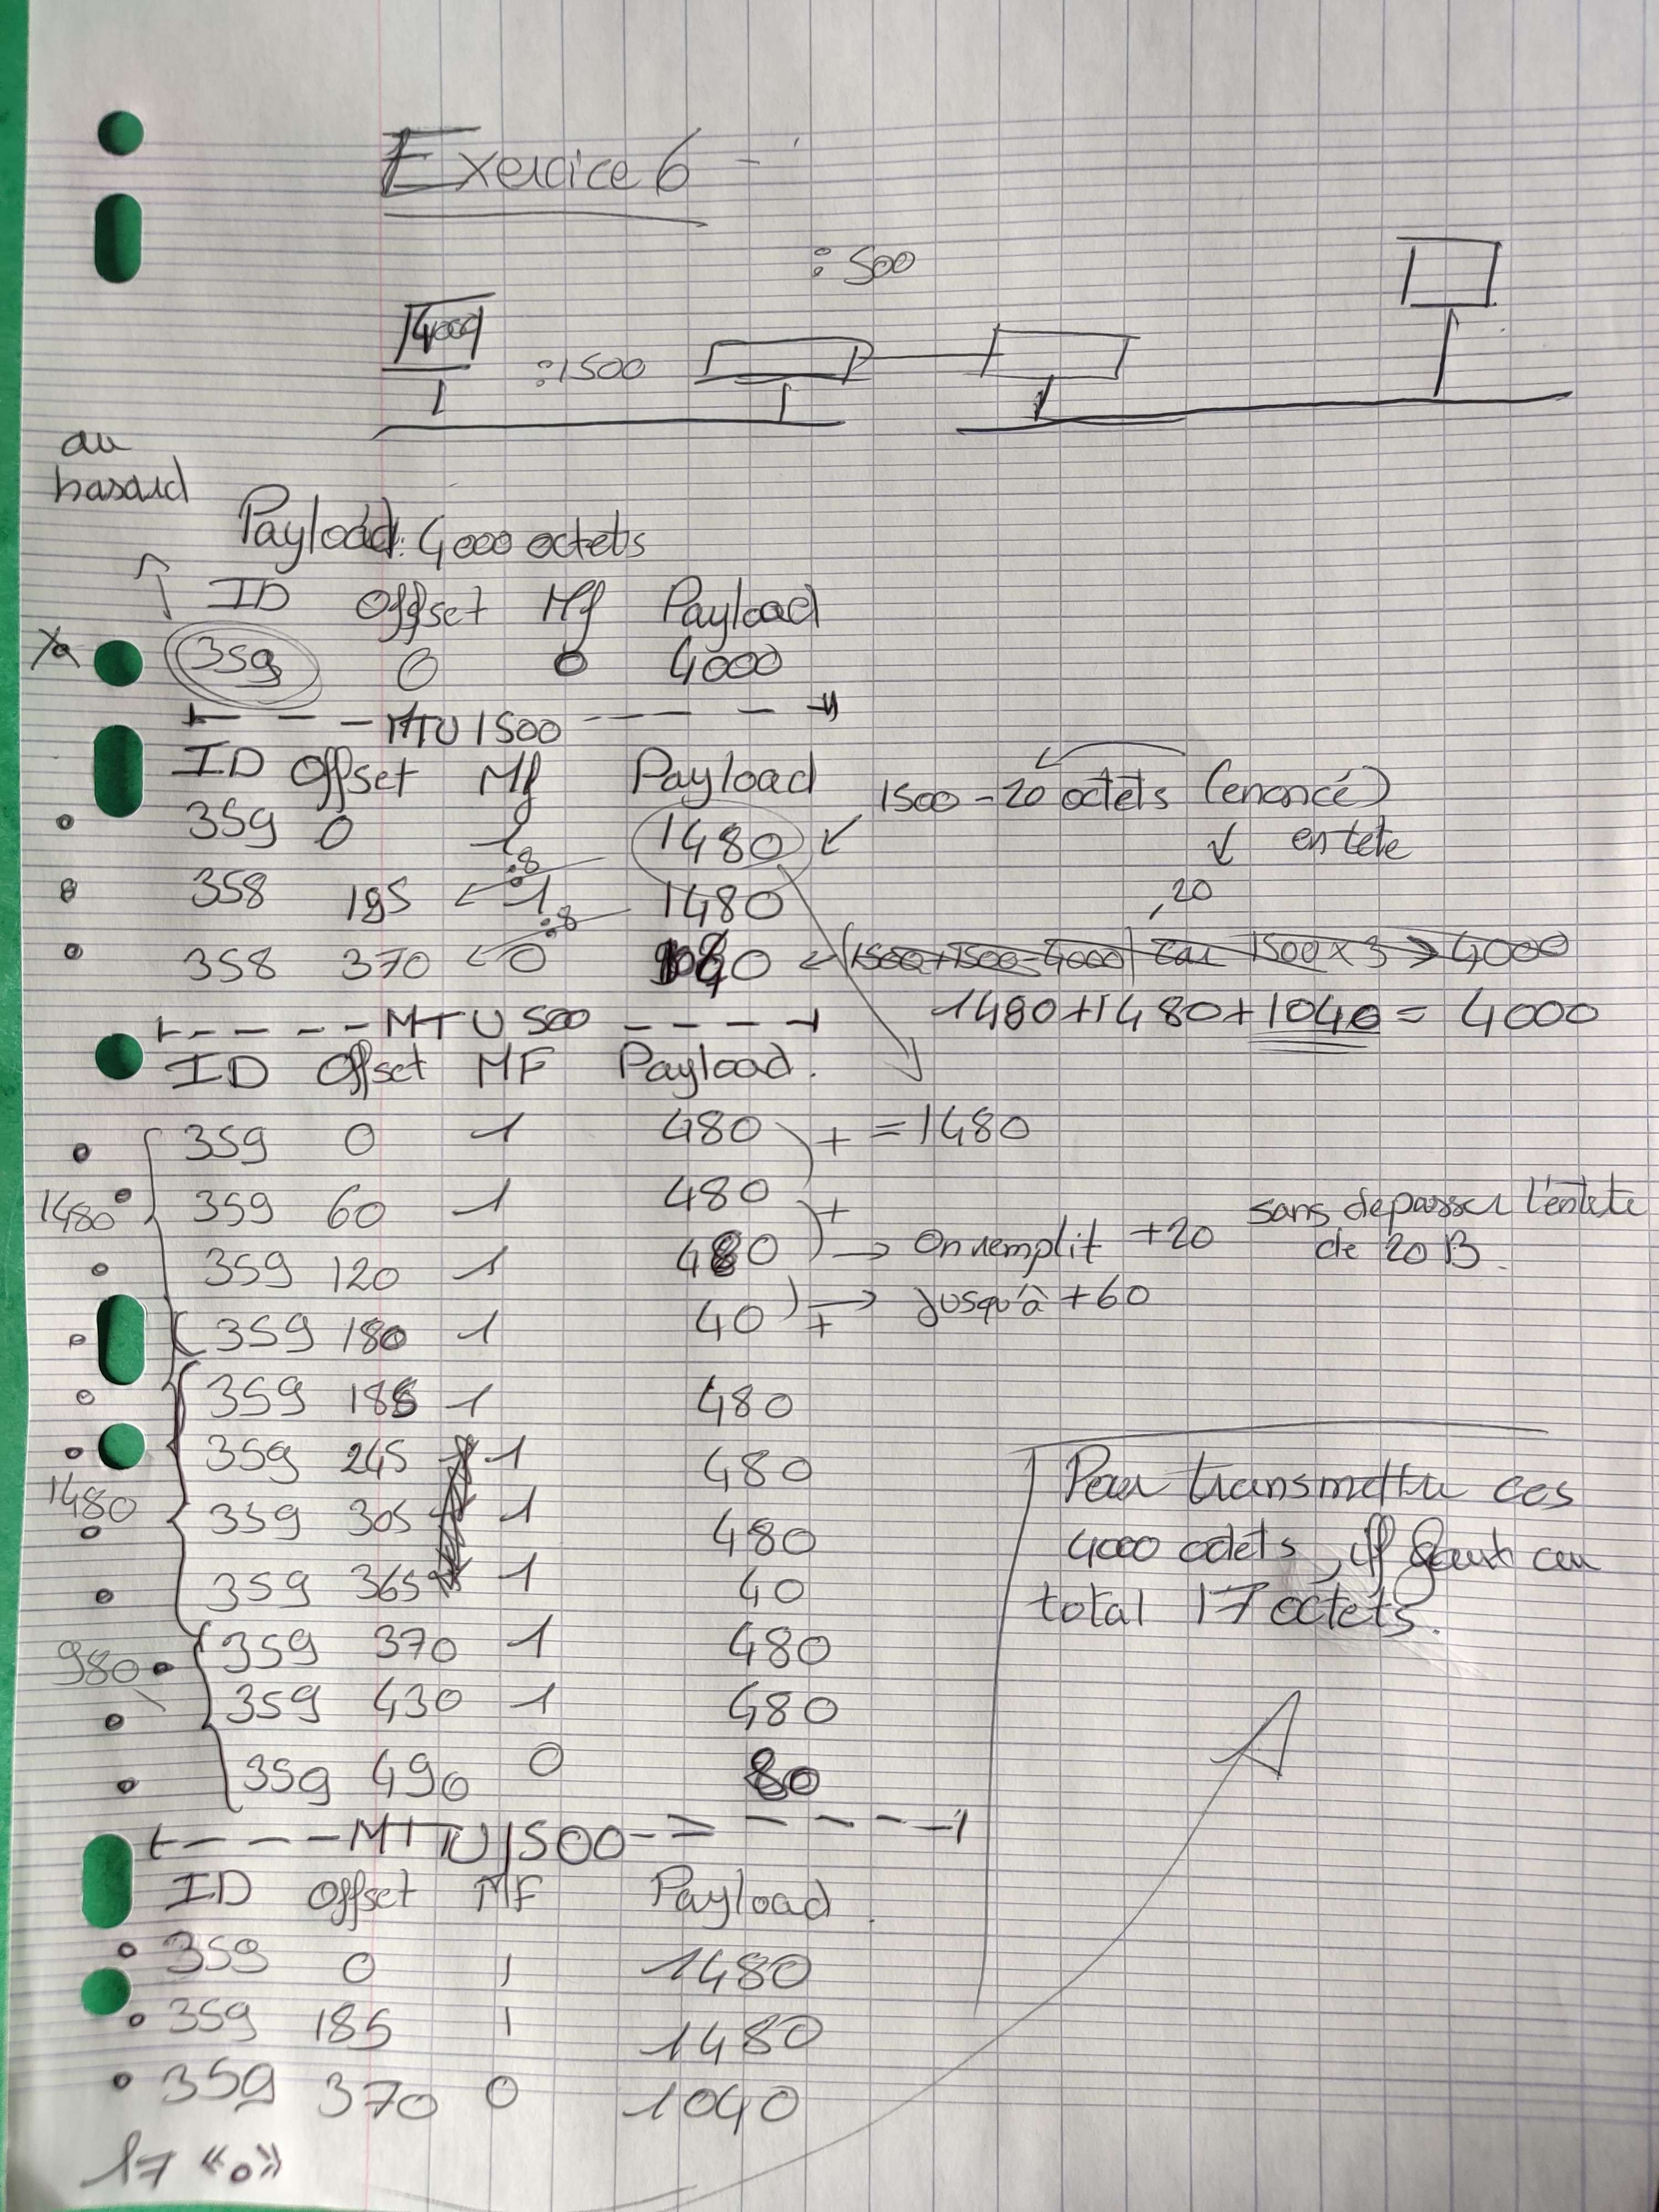 Exercice 6
: 500
4000
: 1500
au
hasard
Payload : 4000 octets
ID Offset Mf Payload
359 0 0 4000
MTU 1500
ID Offset Mf Payload
1500 - 20 octets (enoncé)
359 0 1 1480
↓ en tete
:8
358 195 ← 1 1480
,20
:8
358 370 ← 0 1040 ← (1500+1500-4000) car 1500 x 3 > 4000
1480+1480+1040 = 4000
MTU 500
ID Offset MF Payload.
359 0 1 480 + = 1480
1480 359 60 1 480 +
sans depasser l'entete
359 120 1 480 → On remplit +20 de 20 B.
359 180 1 40 + → Jusqu'à +60
359 185 1 480
359 245 1 480
1480 359 305 1 480
359 365 1 40
359 370 1 480
980 359 430 1 480
359 490 0 80
Pour transmettre ces
4000 octets, il faut au
total 17 octets.
MTU 1500
ID Offset MF Payload.
359 0 1 1480
359 185 1 1480
359 370 0 1040
17 «o»